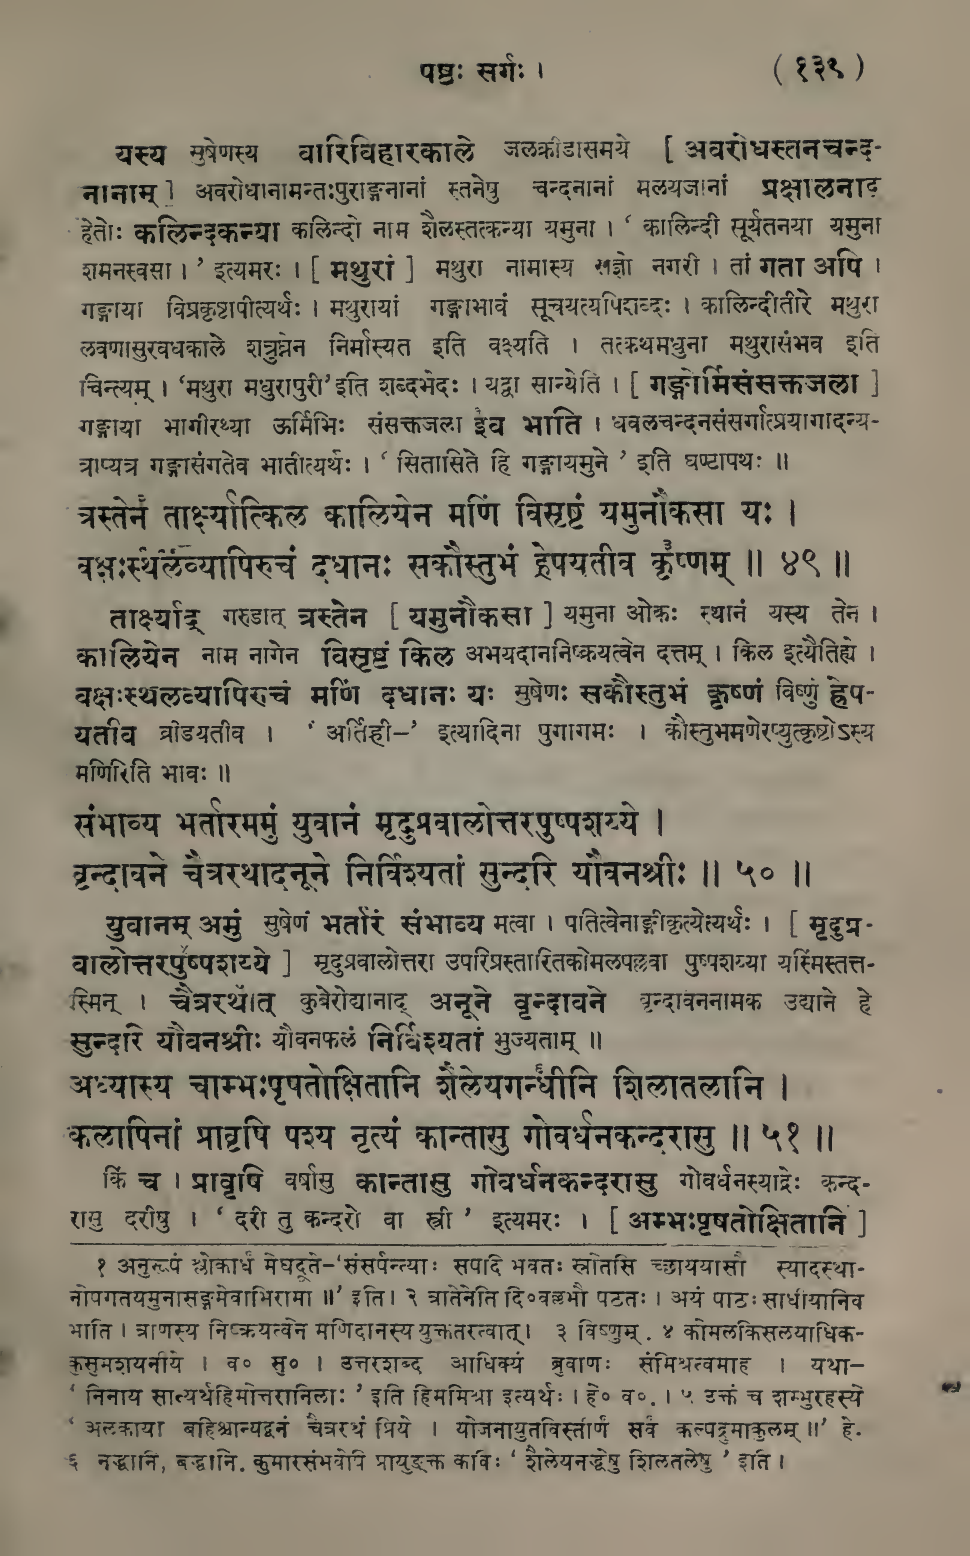 षष्ठः सर्गः । ( १३९ )
यस्य सुषेणस्य वारिविहारकाले जलक्रीडासमये [ अवरोधस्तनचन्द-
नानाम् ] अवरोधानामन्तःपुराङ्गनानां स्तनेषु चन्दनानां मलयजानां प्रक्षालनाद्
हेतोः कलिन्दकन्या कलिन्दो नाम शैलस्तत्कन्या यमुना । ‘ कालिन्दी सूर्यतनया यमुना
शमनस्वसा । ’ इत्यमरः । [ मथुरां ] मथुरा नामास्य राज्ञो नगरी । तां गता अपि ।
गङ्गाया विप्रकृष्टापीत्यर्थः । मथुरायां गङ्गाभावं सूचयत्यपिशब्दः । कालिन्दीतीरे मथुरा
लवणासुरवधकाले शत्रुघ्नेन निर्मास्यत इति वक्ष्यति । तत्कथमधुना मथुरासंभव इति
चिन्त्यम् । ‘मथुरा मधुरापुरी’ इति शब्दभेदः । यद्वा सान्येति । [ गङ्गोर्मिसंसक्तजला ]
गङ्गाया भागीरथ्या ऊर्मिभिः संसक्तजला इव भाति । धवलचन्दनसंसर्गात्प्रयागादन्य-
त्राप्यत्र गङ्गासंगतेव भातीत्यर्थः । ‘ सितासिते हि गङ्गायमुने ’ इति घण्टापथः ॥
त्रस्तेनं२ तार्क्ष्यात्किल कालियेन मणिं विसृष्टं यमुनौकसा यः ।
वक्षःस्थलव्यापिरुचं दधानः सकौस्तुभं ह्रेपयतीव कृ३ष्णम् ॥ ४९ ॥
तार्क्ष्याद् गरुडात् त्रस्तेन [ यमुनौकसा ] यमुना ओकः स्थानं यस्य तेन ।
कालियेन नाम नागेन विसृष्टं किल अभयदाननिष्क्रयत्वेन दत्तम् । किल इत्यैतिह्ये ।
वक्षःस्थलव्यापिरुचं मणिं दधानः यः सुषेणः सकौस्तुभं कृष्णं विष्णुं ह्रेप-
यतीव व्रीडयतीव । ‘ अर्तिह्री–’ इत्यादिना पुगागमः । कौस्तुभमणेरप्युत्कृष्टोऽस्य
मणिरिति भावः ॥
संभाव्य भर्तारममुं युवानं मृदुप्रवालोत्तरपुष्पशय्ये ।
वृन्दावने चैत्ररथादनूने निर्विश्यतां सुन्दरि यौवनश्रीः ॥ ५० ॥
युवानम् अमुं सुषेणं भर्तारं संभाव्य मत्वा । पतित्वेनाङ्गीकृत्येत्यर्थः । [ मृदुप्र-
वालोत्तरपु४ष्पशय्ये ] मृदुप्रवालोत्तरा उपरिप्रस्तारितकोमलपल्लवा पुष्पशय्या यस्मिंस्तत्त-
स्मिन् । चैत्ररथा५त् कुबेरोद्यानाद् अनूने वृन्दावने वृन्दावननामक उद्याने हे
सुन्दरि यौवनश्रीः यौवनफलं निर्विश्यतां भुज्यताम् ॥
अध्यास्य चाम्भःपृषतोक्षितानि शैलेयगन्धी६नि शिलातलानि ।
कलापिनां प्रावृषि पश्य नृत्यं कान्तासु गोवर्धनकन्दरासु ॥ ५१ ॥
किं च । प्रावृषि वर्षासु कान्तासु गोवर्धनकन्दरासु गोवर्धनस्याद्रेः कन्द-
रासु दरीषु । ‘ दरी तु कन्दरो वा स्त्री ’ इत्यमरः । [ अम्भःपृषतोक्षितानि ]
१ अनुरूपं श्लोकार्धं मेघदूते–‘संसर्पन्त्याः सपदि भवतः स्रोतसि च्छाययासौ स्यादस्था-
नोपगतयमुनासङ्गमेवाभिरामा ॥’ इति। २ त्रातेनेति दि०वल्लभौ पठतः । अयं पाठः साधीयानिव
भाति । त्राणस्य निष्क्रयत्वेन मणिदानस्य युक्ततरत्वात्। ३ विष्णुम् . ४ कोमलकिसलयाधिक-
कुसुमशयनीये । व० सु० । उत्तरशब्द आधिक्यं ब्रुवाणः संमिश्रत्वमाह । यथा–
‘ निनाय सात्यर्थहिमोत्तरानिलाः ’ इति हिममिश्रा इत्यर्थः । हे० व०. । ५ उक्तं च शम्भुरहस्ये
‘ अलकाया बहिश्चान्यद्वनं चैत्ररथं प्रिये । योजनायुतविस्तीर्णं सर्वं कल्पद्रुमाकुलम् ॥’ हे.
६ नद्धानि, बद्धानि. कुमारसंभवेपि प्रायुङ्क्त कविः ‘ शैलेयनद्धेषु शिलातलेषु ’ इति ।